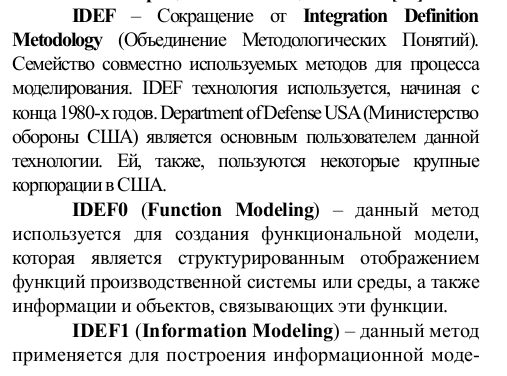 IDEF – Сокращение от Integration Definition
Metodology (Объединение Методологических Понятий).
Семейство совместно используемых методов для процесса
моделирования. IDEF технология используется, начиная с
конца 1980-х годов. Department of Defense USA (Министерство
обороны США) является основным пользователем данной
технологии. Ей, также, пользуются некоторые крупные
корпорации в США.
IDEF0 (Function Modeling) – данный метод
используется для создания функциональной модели,
которая является структурированным отображением
функций производственной системы или среды, а также
информации и объектов, связывающих эти функции.
IDEF1 (Information Modeling) – данный метод
применяется для построения информационной моде-